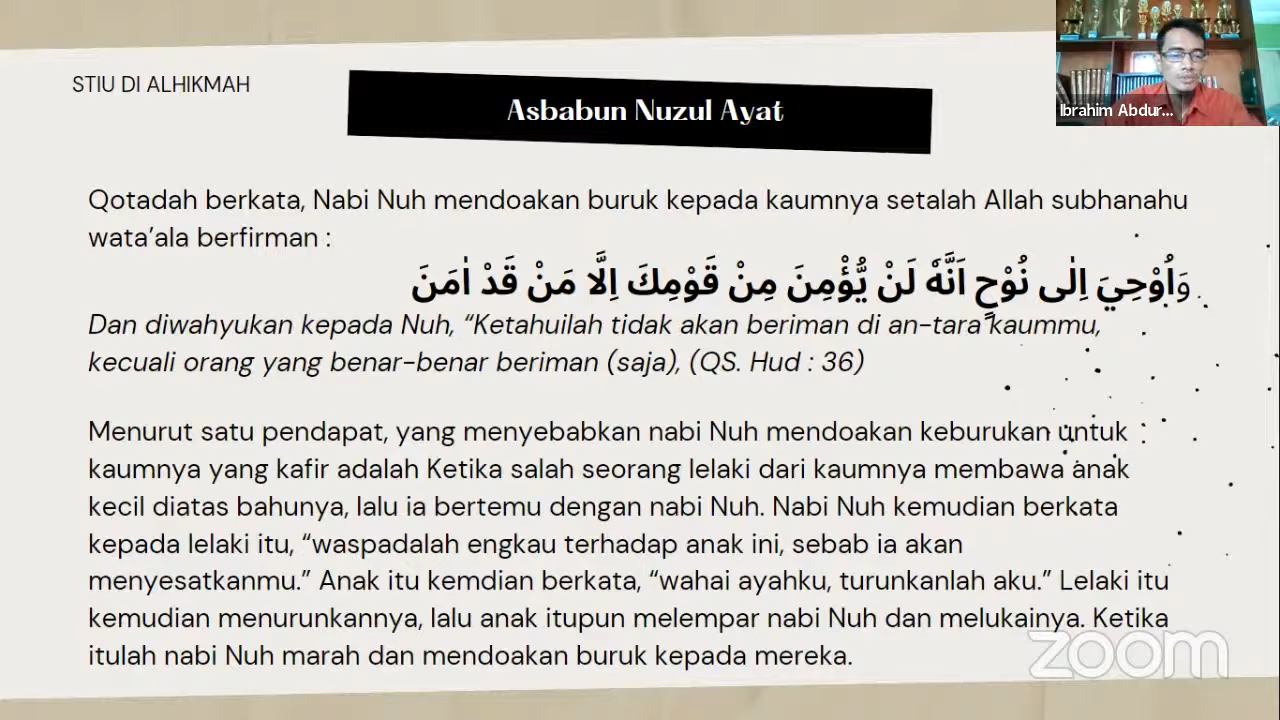 STIU DI ALHIKMAH
Asbabun Nuzul Ayat
Ibrahim Abdur...
Qotadah berkata, Nabi Nuh mendoakan buruk kepada kaumnya setalah Allah subhanahu
wata’ala berfirman :
وَاُوْحِيَ اِلٰى نُوْحٍ اَنَّهٗ لَنْ يُّؤْمِنَ مِنْ قَوْمِكَ اِلَّا مَنْ قَدْ اٰمَنَ
Dan diwahyukan kepada Nuh, “Ketahuilah tidak akan beriman di an-tara kaummu,
kecuali orang yang benar-benar beriman (saja), (QS. Hud : 36)
Menurut satu pendapat, yang menyebabkan nabi Nuh mendoakan keburukan untuk
kaumnya yang kafir adalah Ketika salah seorang lelaki dari kaumnya membawa anak
kecil diatas bahunya, lalu ia bertemu dengan nabi Nuh. Nabi Nuh kemudian berkata
kepada lelaki itu, “waspadalah engkau terhadap anak ini, sebab ia akan
menyesatkanmu.” Anak itu kemdian berkata, “wahai ayahku, turunkanlah aku.” Lelaki itu
kemudian menurunkannya, lalu anak itupun melempar nabi Nuh dan melukainya. Ketika
itulah nabi Nuh marah dan mendoakan buruk kepada mereka.
zoom